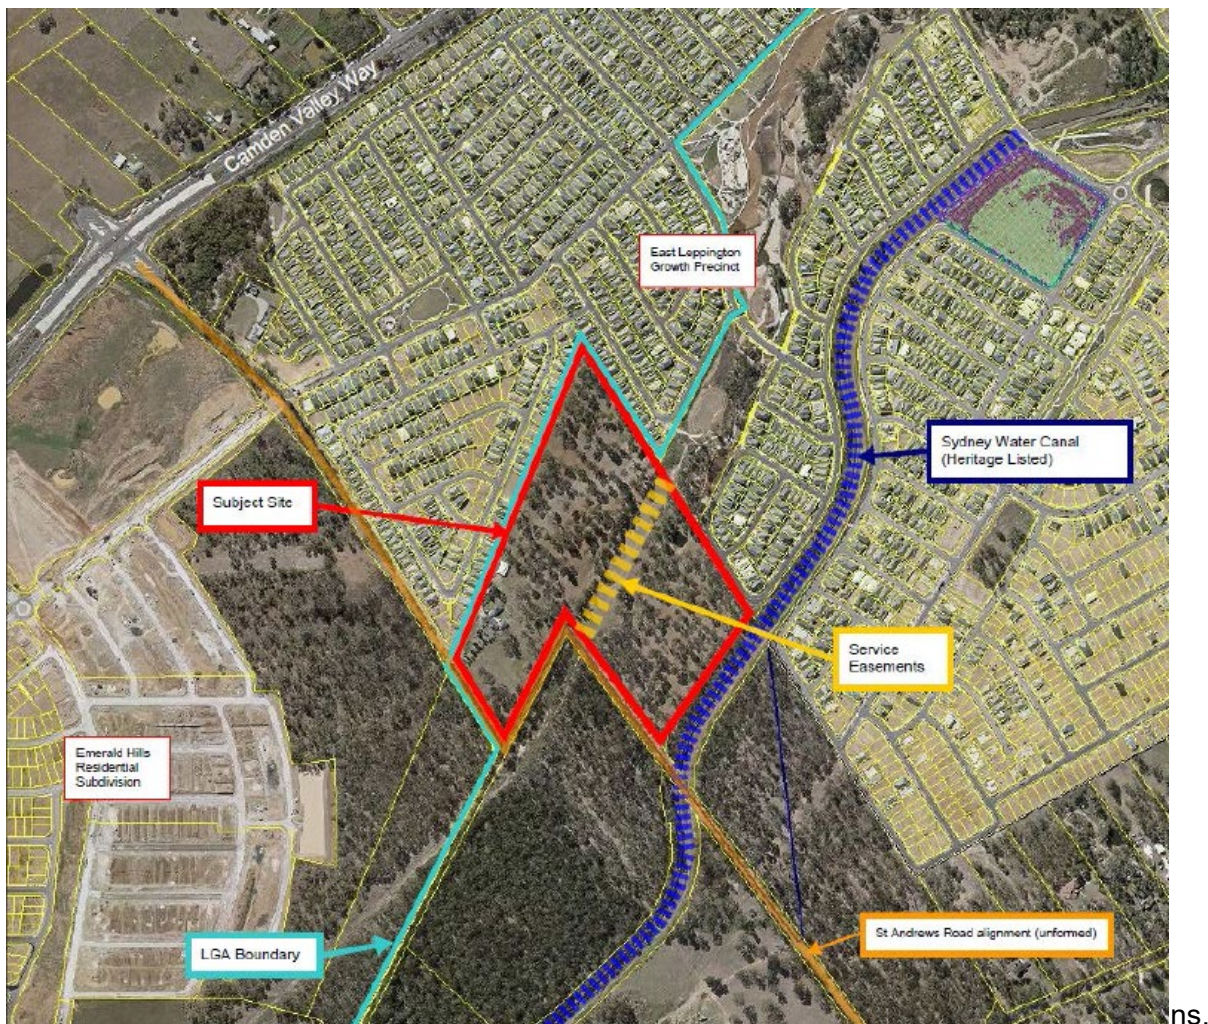 Camden Valley Way
East Leppington
Growth Precinct
Sydney Water Canal
(Heritage Listed)
Subject Site
Service
Easements
Emerald Hills
Residential
Subdivision
St Andrews Road alignment (unformed)
LGA Boundary
ns.